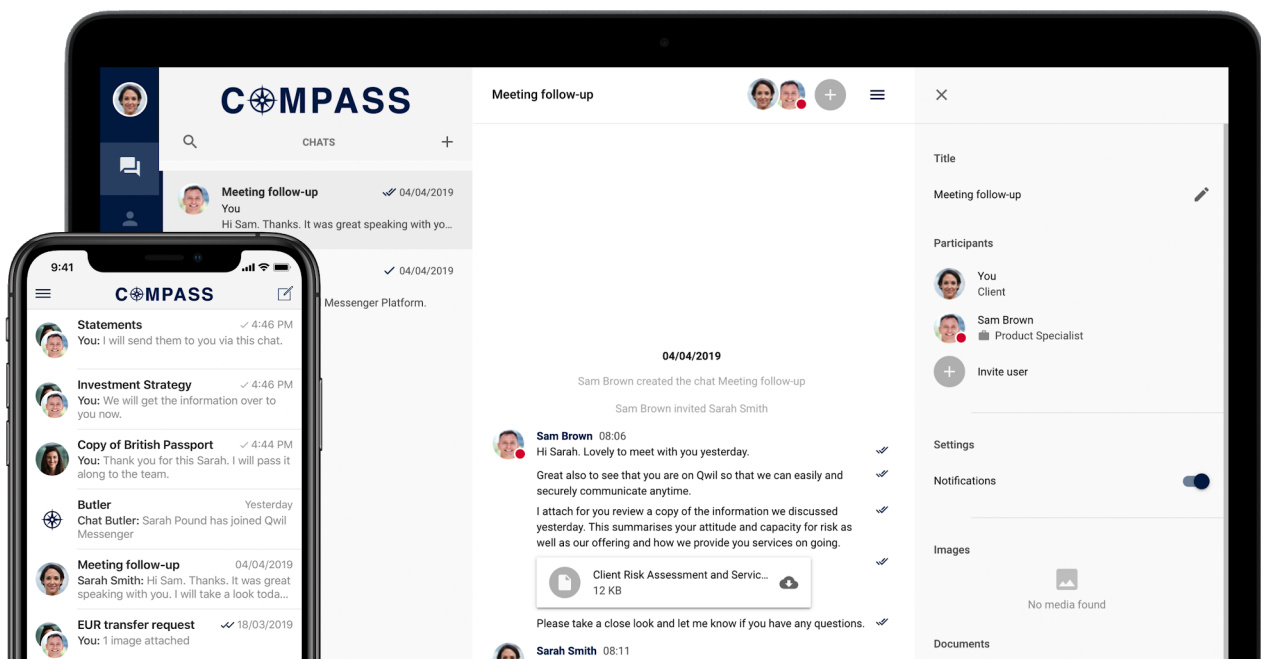 COMPASS
CHATS
Meeting follow-up
04/04/2019
You
Hi Sam. Thanks. It was great speaking with yo...
04/04/2019
Messenger Platform.
Meeting follow-up
04/04/2019
Sam Brown created the chat Meeting follow-up
Sam Brown invited Sarah Smith
Sam Brown 08:06
Hi Sarah. Lovely to meet with you yesterday.
Great also to see that you are on Qwil so that we can easily and
securely communicate anytime.
I attach for you review a copy of the information we discussed
yesterday. This summarises your attitude and capacity for risk as
well as our offering and how we provide you services on going.
Client Risk Assessment and Servic...
12 KB
Please take a close look and let me know if you have any questions.
Sarah Smith 08:11
Title
Meeting follow-up
Participants
You
Client
Sam Brown
Product Specialist
Invite user
Settings
Notifications
Images
No media found
Documents
9:41
COMPASS
Statements
4:46 PM
You: I will send them to you via this chat.
Investment Strategy
4:46 PM
You: We will get the information over to
you now.
Copy of British Passport
4:44 PM
You: Thank you for this Sarah. I will pass it
along to the team.
Butler
Yesterday
Chat Butler: Sarah Pound has joined Qwil
Messenger
Meeting follow-up
04/04/2019
Sarah Smith: Hi Sam. Thanks. It was great
speaking with you. I will take a look toda...
EUR transfer request
18/03/2019
You: 1 image attached